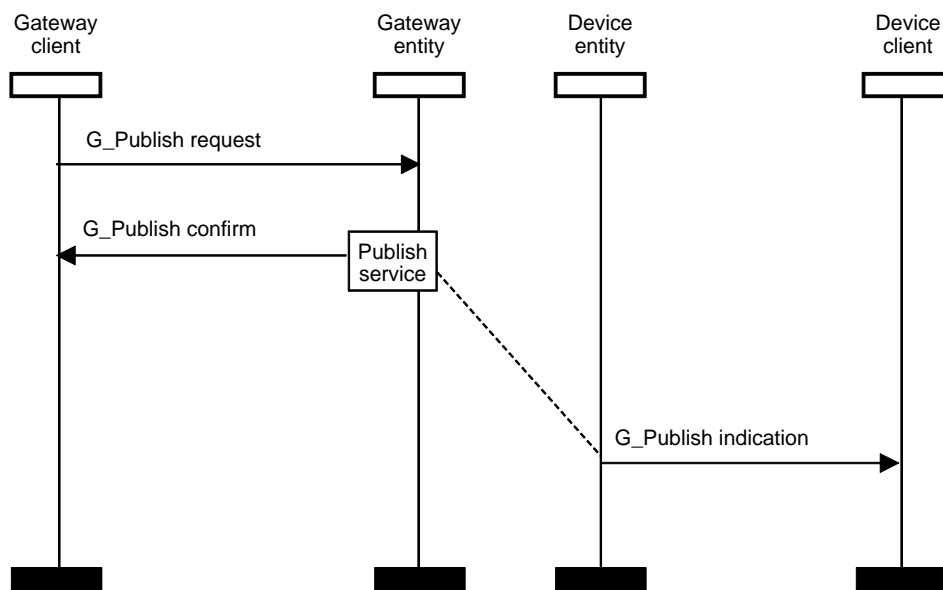 Gateway
client
Gateway
entity
Device
entity
Device
client
G_Publish request
G_Publish confirm
Publish
service
G_Publish indication